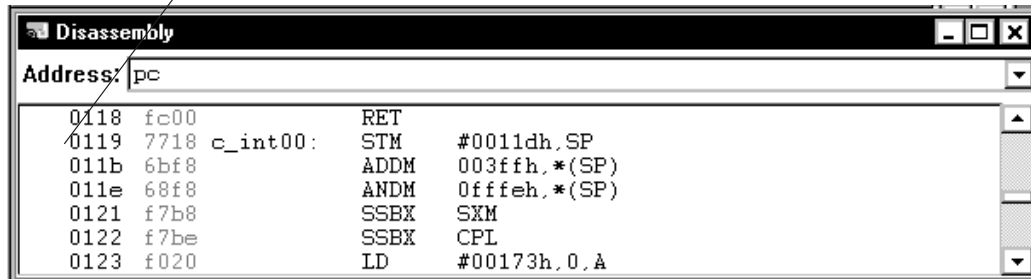 Disassembly
Address: pc
0118 fc00 RET
0119 7718 c_int00: STM #0011dh,SP
011b 6bf8 ADDM 003ffh,*(SP)
011e 68f8 ANDM 0fffeh,*(SP)
0121 f7b8 SSBX SXM
0122 f7be SSBX CPL
0123 f020 LD #00173h,0,A